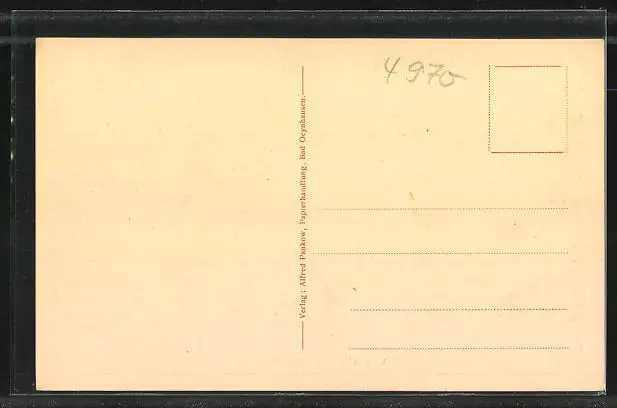 4970
Verlag: Alfred Pankow, Papierhandlung, Bad Oeynhausen.